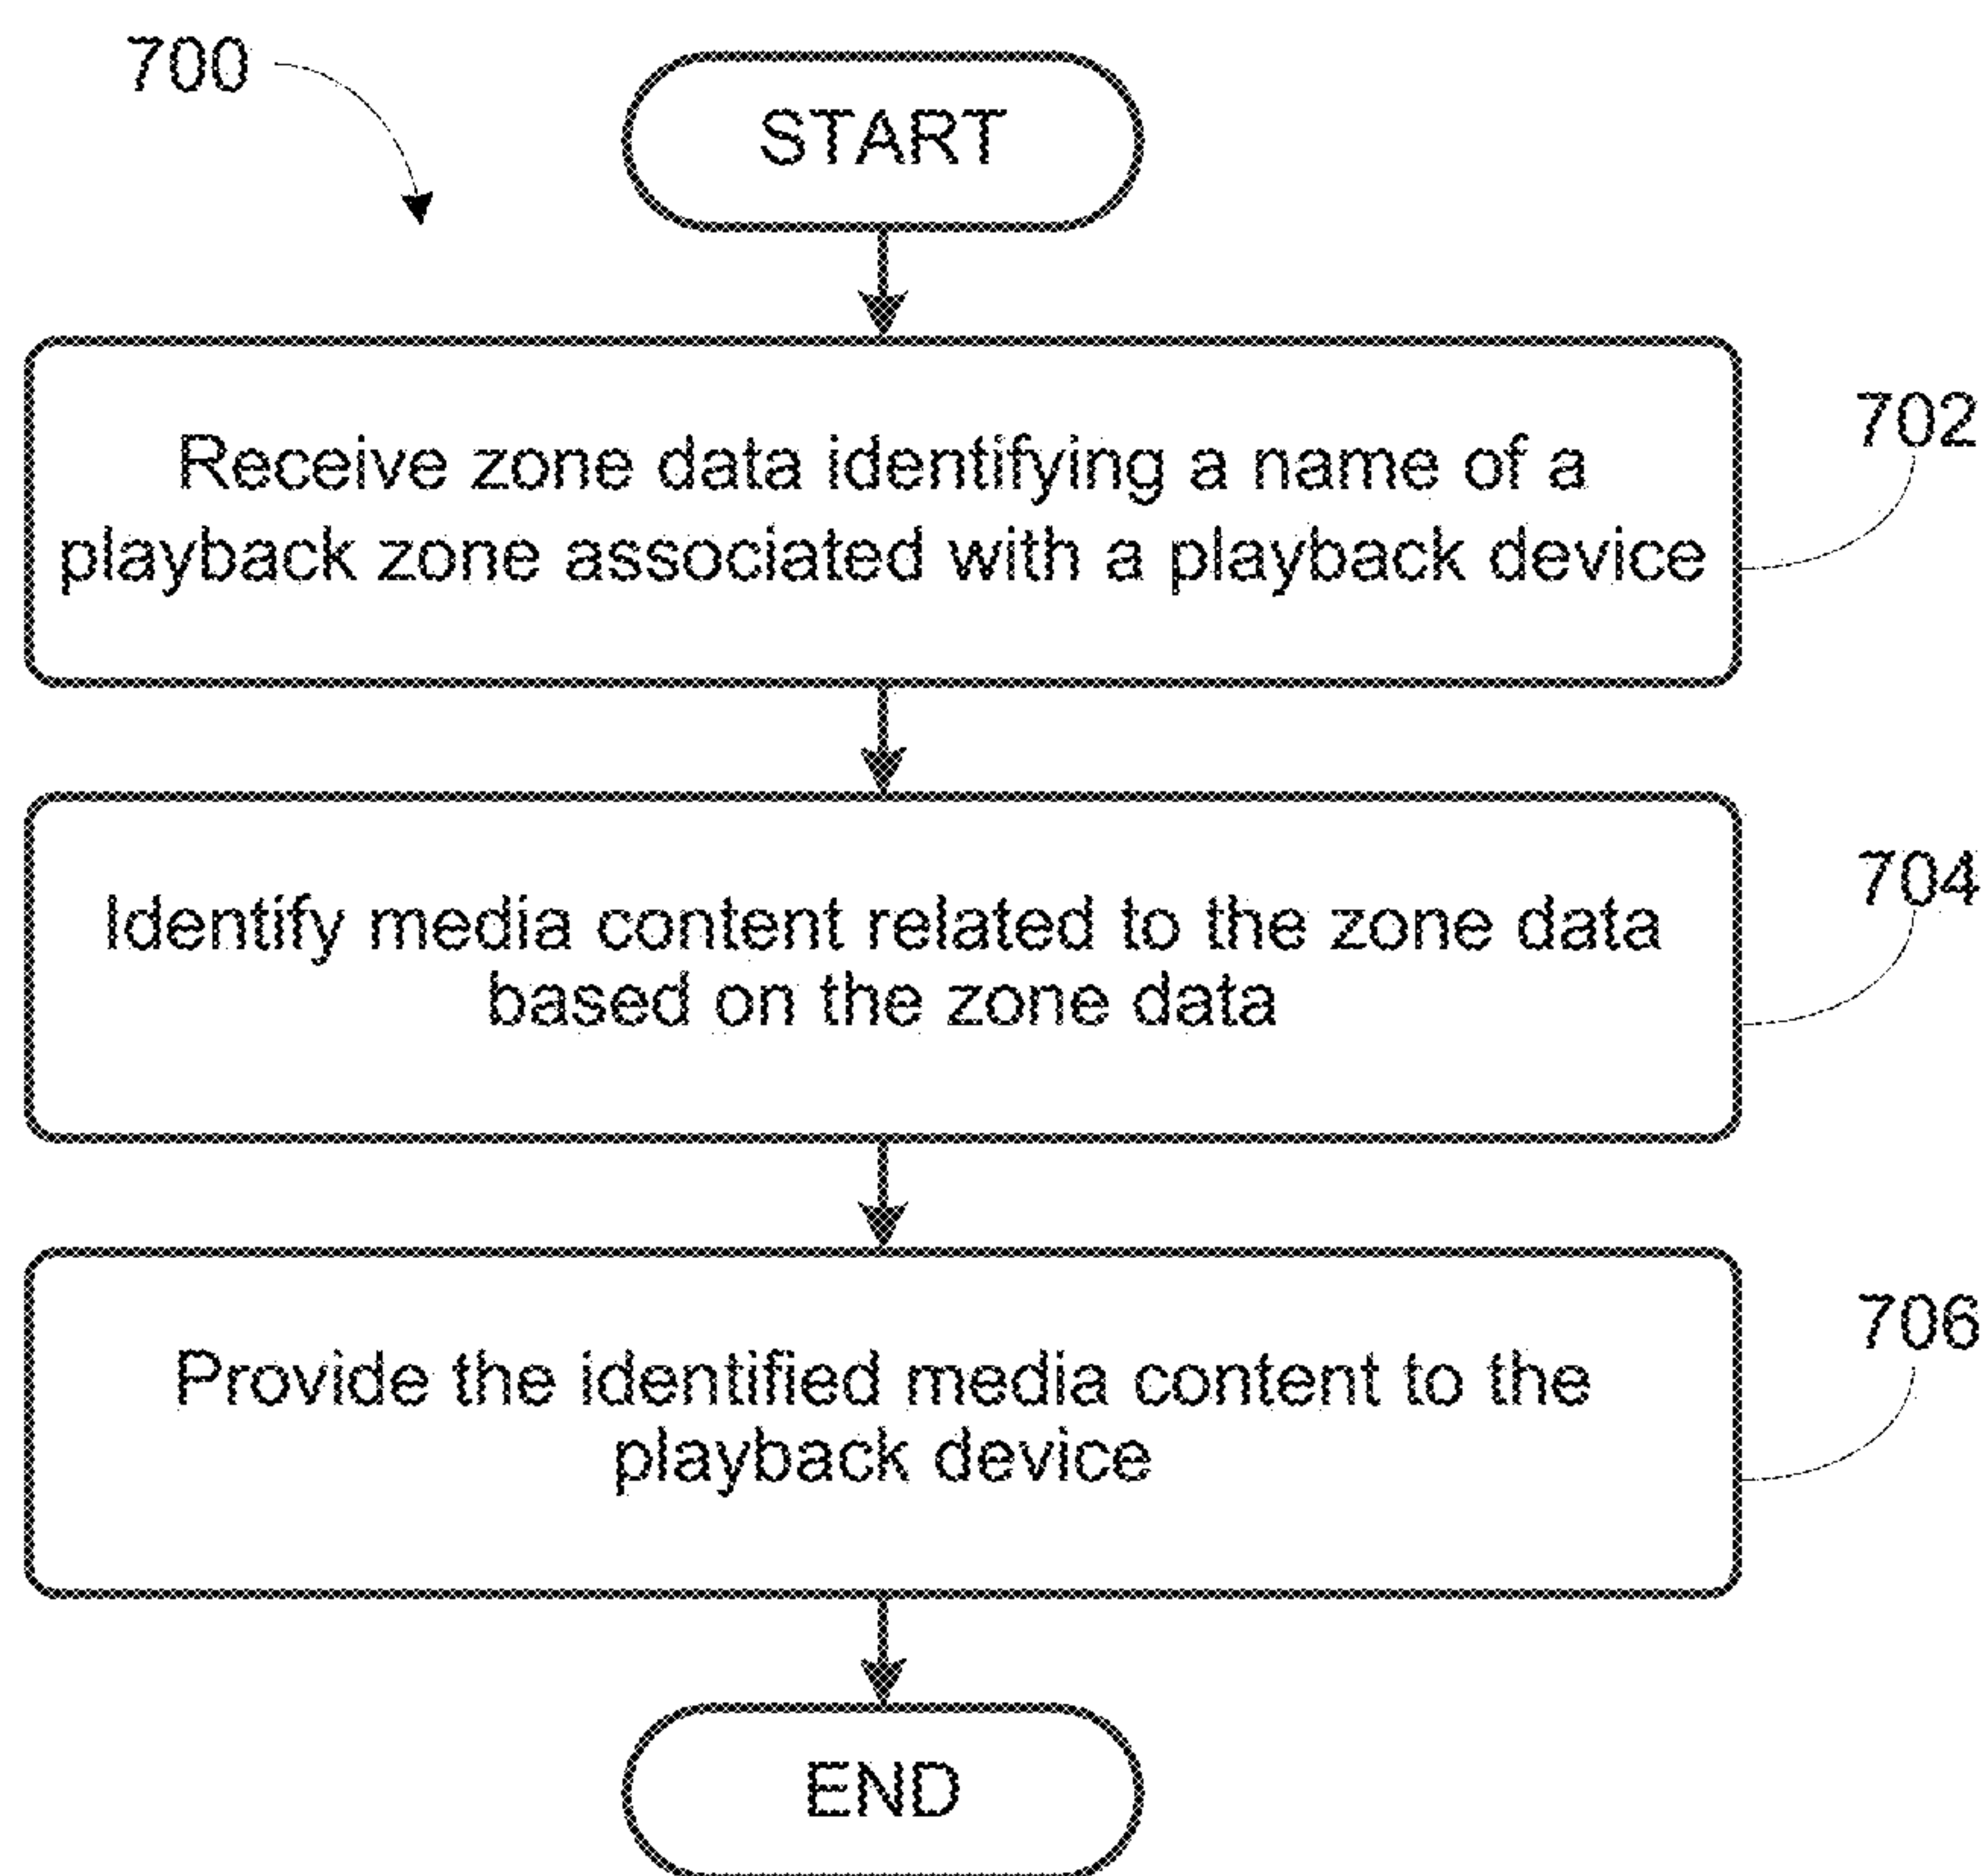 700
START
Receive zone data identifying a name of a
playback zone associated with a playback device
702
Identify media content related to the zone data
based on the zone data
704
Provide the identified media content to the
playback device
706
END